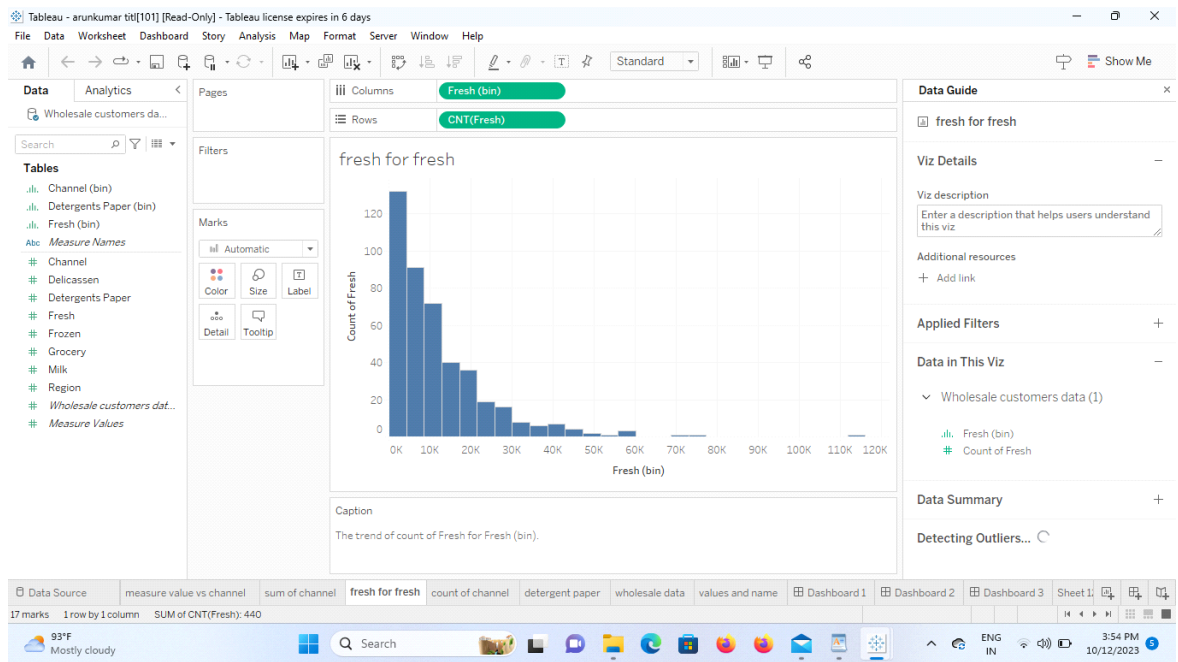 Tableau - arunkumar titl[101] [Read-Only] - Tableau license expires in 6 days
File Data Worksheet Dashboard Story Analysis Map Format Server Window Help
Standard
Show Me
Data Analytics
Wholesale customers da...
Search
Tables
Channel (bin)
Detergents Paper (bin)
Fresh (bin)
Abc Measure Names
# Channel
# Delicassen
# Detergents Paper
# Fresh
# Frozen
# Grocery
# Milk
# Region
# Wholesale customers dat...
# Measure Values
Pages
Filters
Marks
Automatic
Color Size Label
T
Detail Tooltip
Columns Fresh (bin)
Rows CNT(Fresh)
fresh for fresh
Count of Fresh
120
100
80
60
40
20
0
0K 10K 20K 30K 40K 50K 60K 70K 80K 90K 100K 110K 120K
Fresh (bin)
Caption
The trend of count of Fresh for Fresh (bin).
Data Guide
fresh for fresh
Viz Details
Viz description
Enter a description that helps users understand
this viz
Additional resources
+ Add link
Applied Filters
Data in This Viz
Wholesale customers data (1)
Fresh (bin)
# Count of Fresh
Data Summary
Detecting Outliers...
Data Source measure value vs channel sum of channel fresh for fresh count of channel detergent paper wholesale data values and name Dashboard 1 Dashboard 2 Dashboard 3 Sheet 1
17 marks 1 row by 1 column SUM of CNT(Fresh): 440
93°F
Mostly cloudy
Search
ENG
IN
3:54 PM
10/12/2023
5